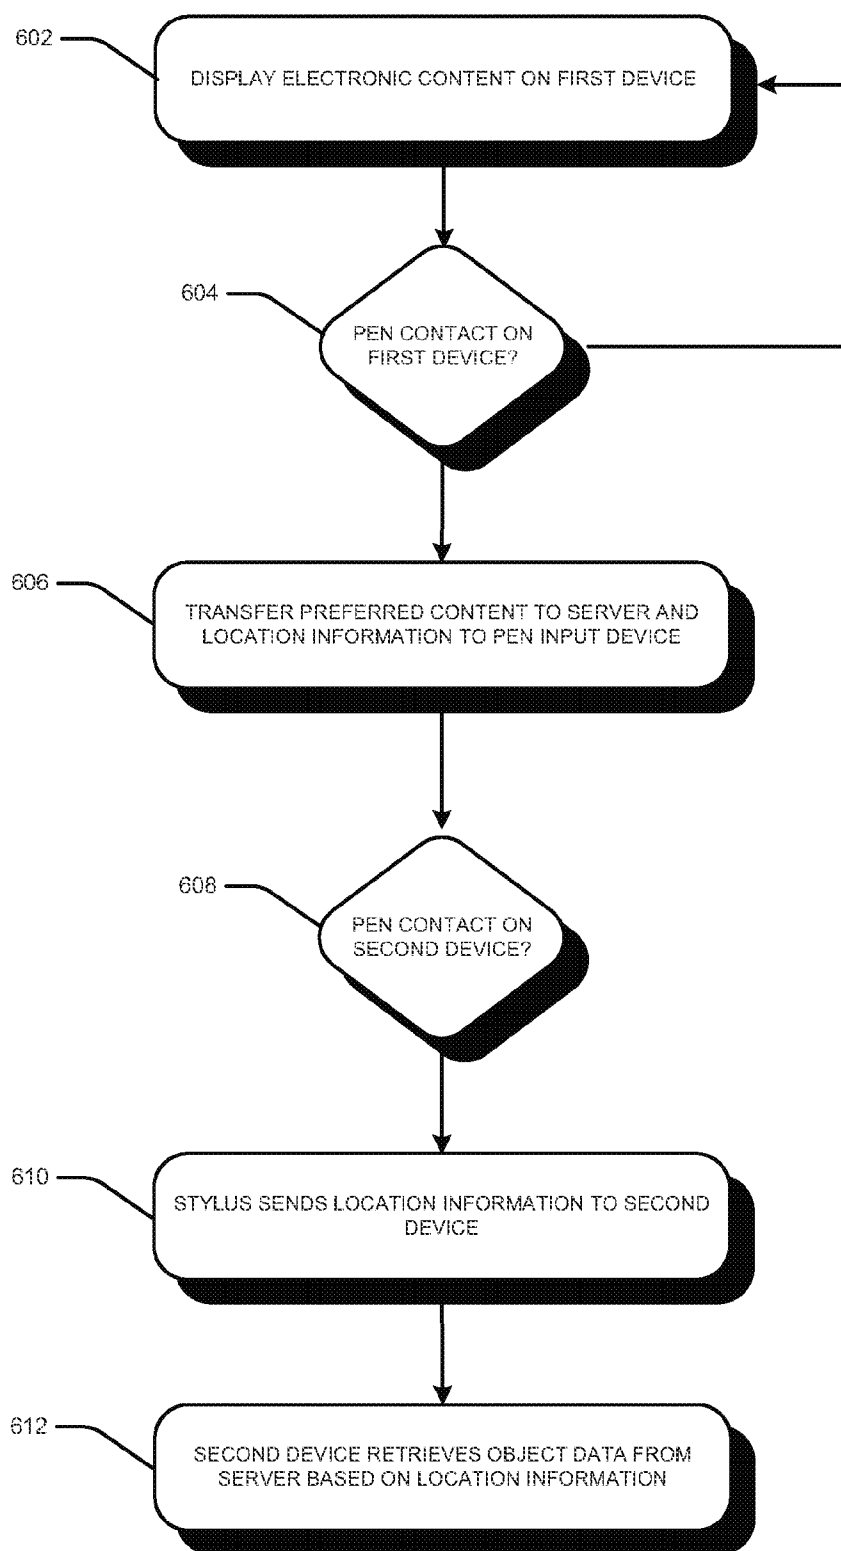 602
DISPLAY ELECTRONIC CONTENT ON FIRST DEVICE
604
PEN CONTACT ON
FIRST DEVICE?
606
TRANSFER PREFERRED CONTENT TO SERVER AND
LOCATION INFORMATION TO PEN INPUT DEVICE
608
PEN CONTACT ON
SECOND DEVICE?
610
STYLUS SENDS LOCATION INFORMATION TO SECOND
DEVICE
612
SECOND DEVICE RETRIEVES OBJECT DATA FROM
SERVER BASED ON LOCATION INFORMATION